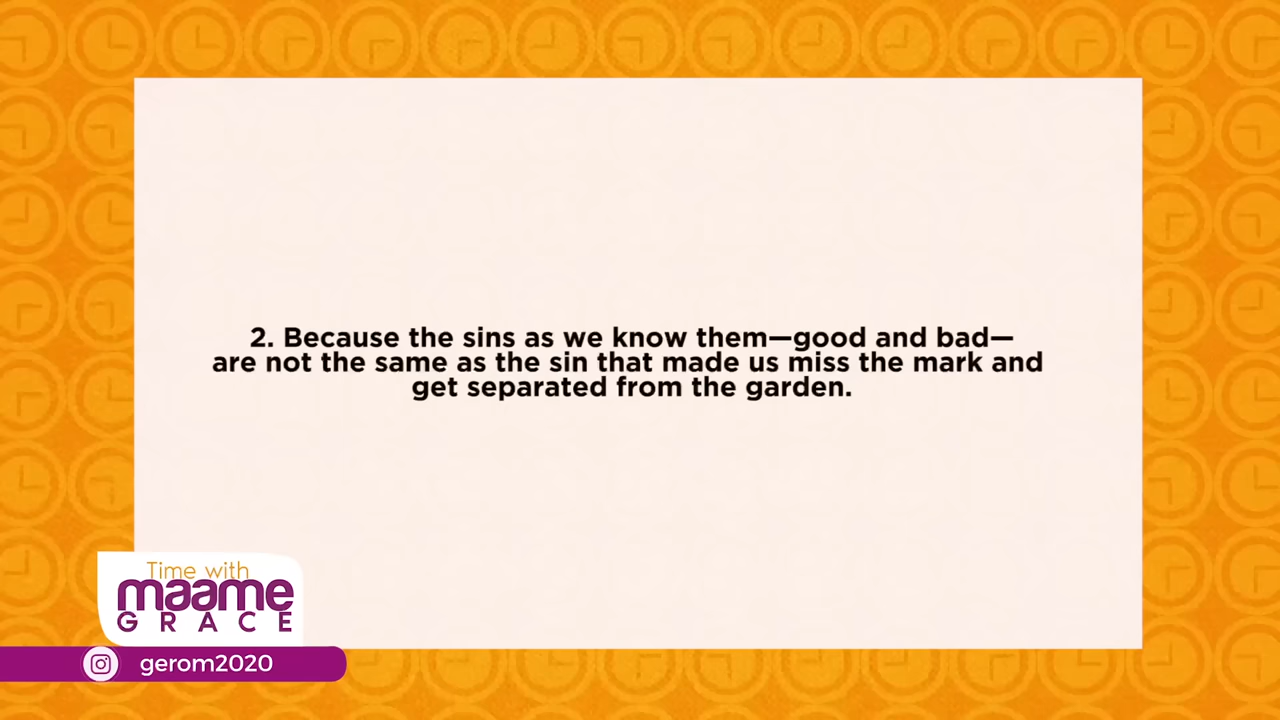 2. Because the sins as we know them—good and bad—
are not the same as the sin that made us miss the mark and
get separated from the garden.
Time with
maame
GRACE
gerom2020